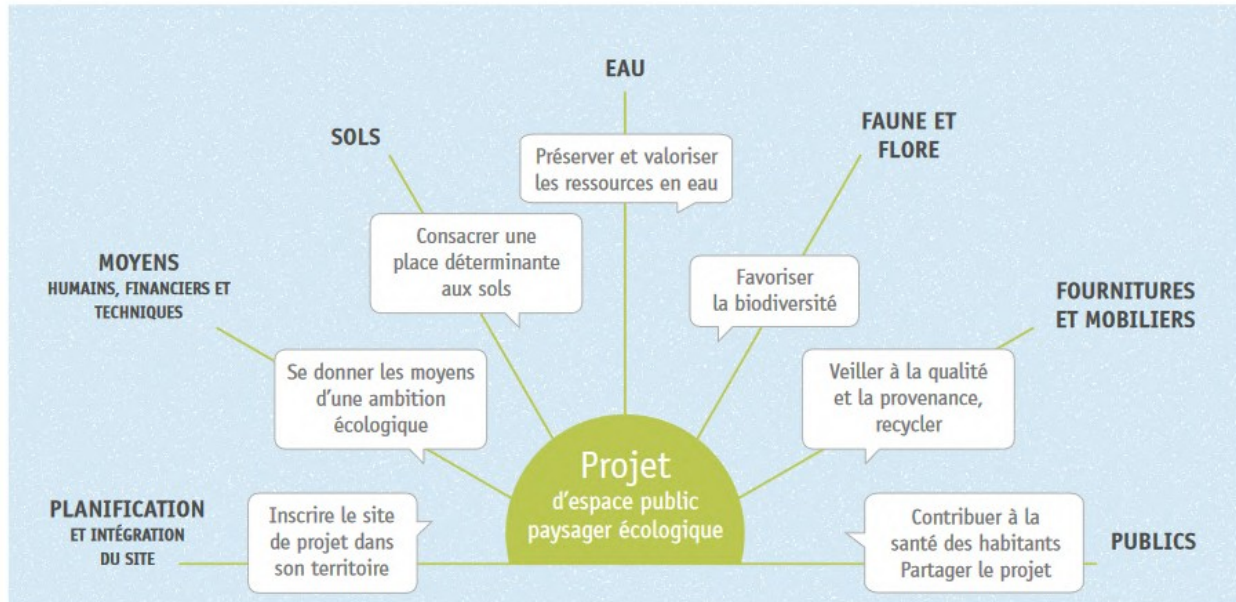 EAU
SOLS
FAUNE ET
FLORE
Préserver et valoriser
les ressources en eau
Consacrer une
place déterminante
aux sols
MOYENS
HUMAINS, FINANCIERS ET
TECHNIQUES
Favoriser
la biodiversité
FOURNITURES
ET MOBILIERS
Se donner les moyens
d'une ambition
écologique
Veiller à la qualité
et la provenance,
recycler
Projet
d'espace public
paysager écologique
PLANIFICATION
ET INTÉGRATION
DU SITE
Inscrire le site
de projet dans
son territoire
Contribuer à la
santé des habitants
Partager le projet
PUBLICS